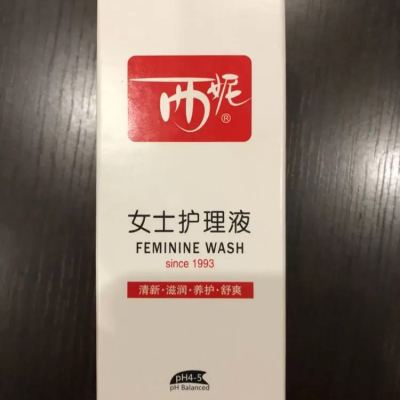 西妮®
女士护理液
FEMININE WASH
since 1993
清新·滋润·养护·舒爽
pH4-5
pH Balanced